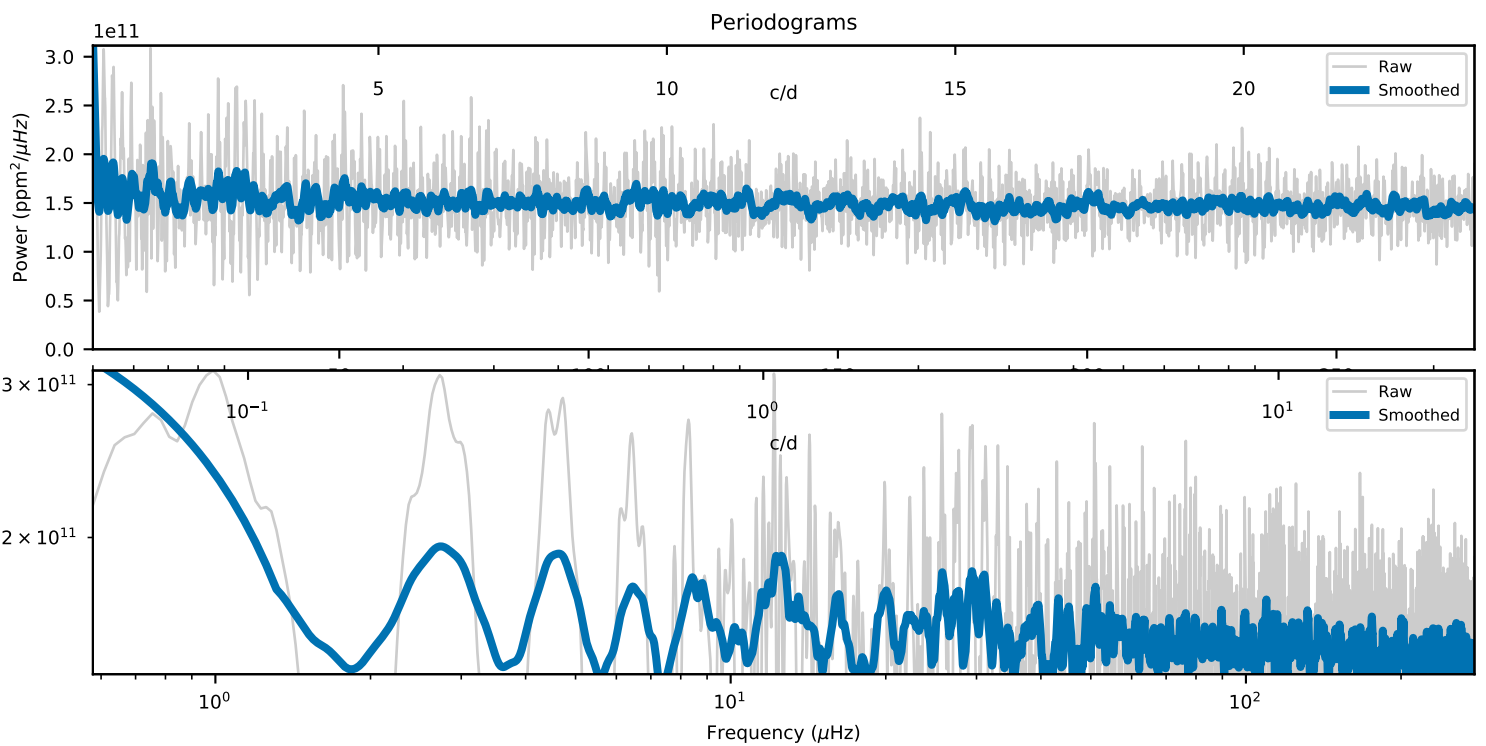 Periodograms
1e11
3.0
2.5
2.0
1.5
1.0
0.5
0.0
Power (ppm²/μHz)
5 10 15 20
c/d
Raw
Smoothed
3 × 10¹¹
2 × 10¹¹
10⁻¹ 10⁰ 10¹
c/d
Raw
Smoothed
10⁰ 10¹ 10²
Frequency (μHz)